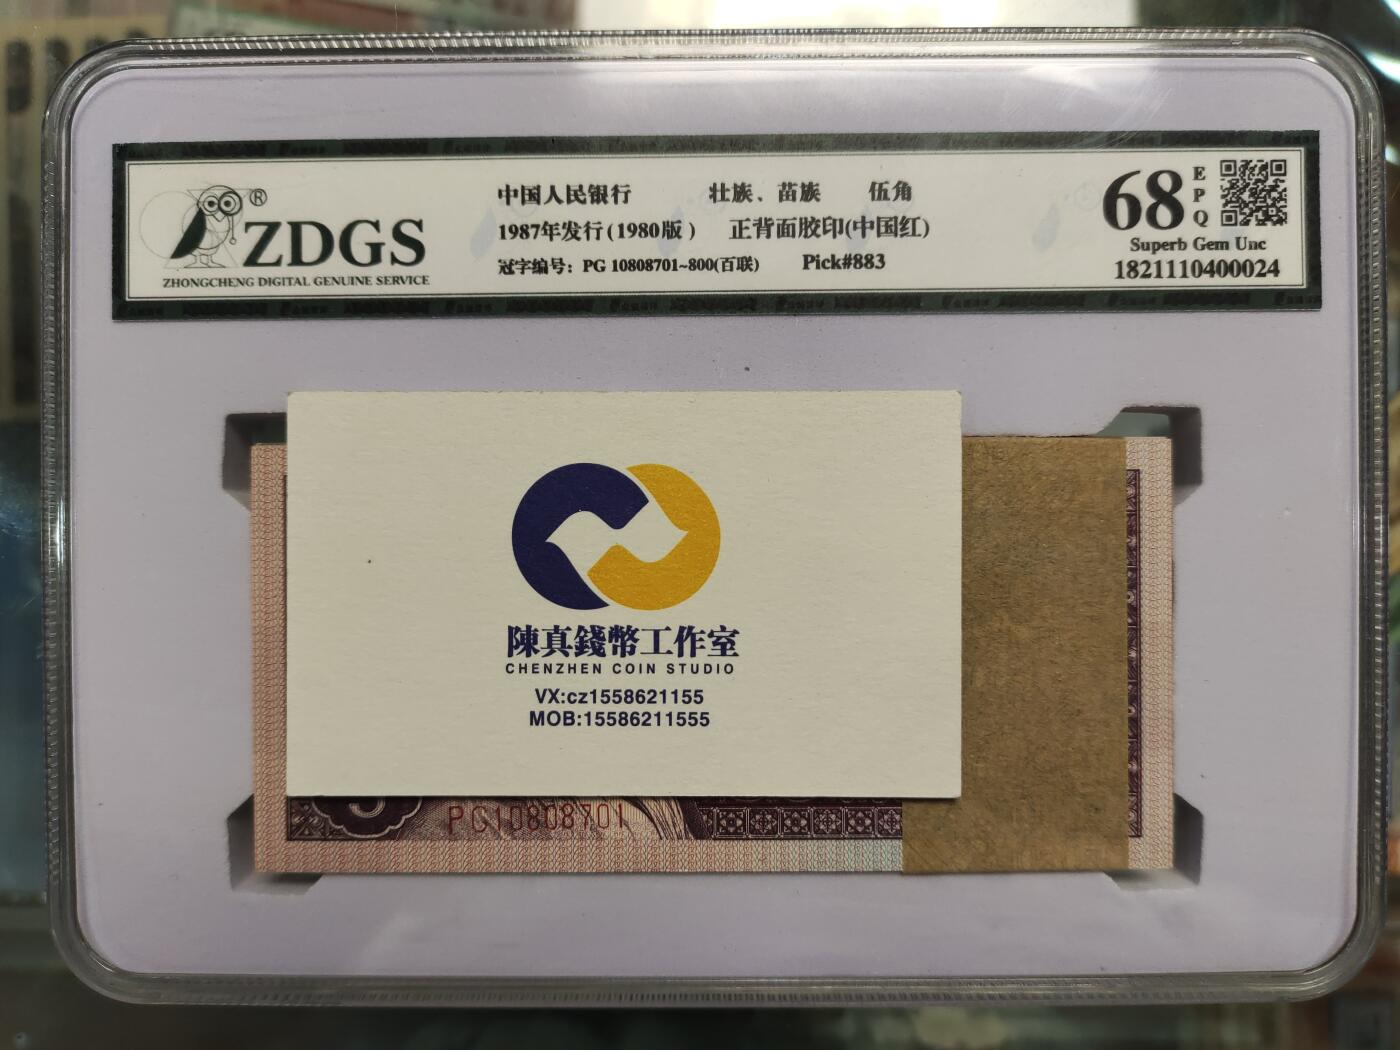 ZDGS®
ZHONGCHENG DIGITAL GENUINE SERVICE
中国人民银行 壮族、苗族 伍角
1987年发行(1980版) 正背面胶印(中国红)
冠字编号: PG 10808701~800(百联) Pick#883
68 EPQ
Superb Gem Unc
1821110400024
陳真錢幣工作室
CHENZHEN COIN STUDIO
VX:cz1558621155
MOB:15586211555
5
PG10808701